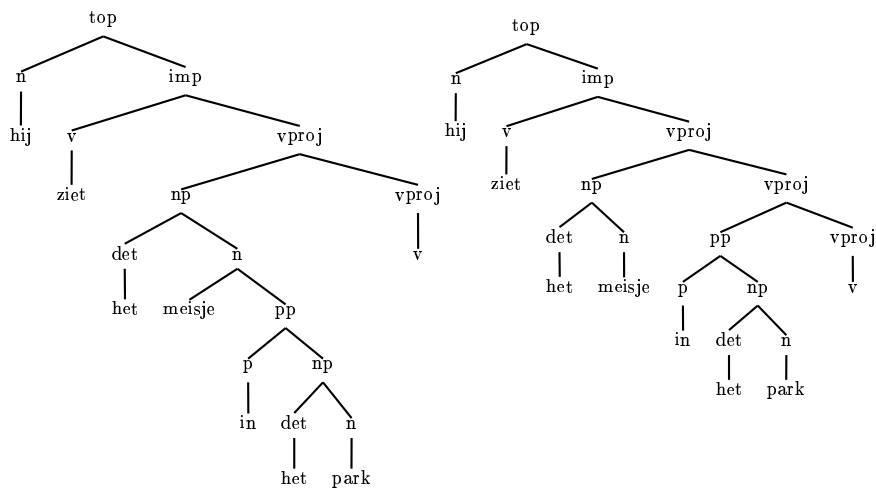 top
n imp
hij v vproj
ziet np vproj
det n v
het meisje pp
p np
in det n
het park
top
n imp
hij v vproj
ziet np vproj
det n pp vproj
het meisje p np v
in det n
het park